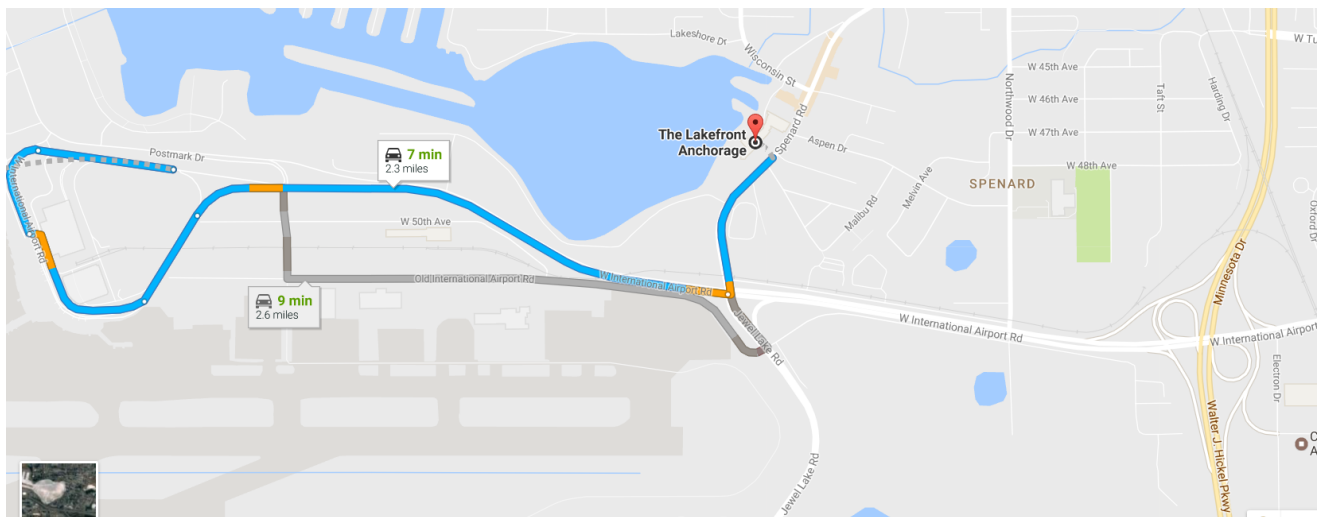 Lakeshore Dr
Wisconsin St
W Tu
W 45th Ave
Northwood Dr
Taft St
Harding Dr
W 46th Ave
Spenard Rd
The Lakefront
Anchorage
Aspen Dr
W 47th Ave
7 min
2.3 miles
Postmark Dr
W 48th Ave
Melvin Ave
SPENARD
W International Airport Rd
Malibu Rd
Oxford Dr
W 50th Ave
Minnesota Dr
Old International Airport Rd
W International Airport Rd
9 min
2.6 miles
Jewel Lake Rd
W International Airport Rd
W International Airport
Electron Dr
Walter J. Hickel Pkwy
C
A
Jewel Lake Rd